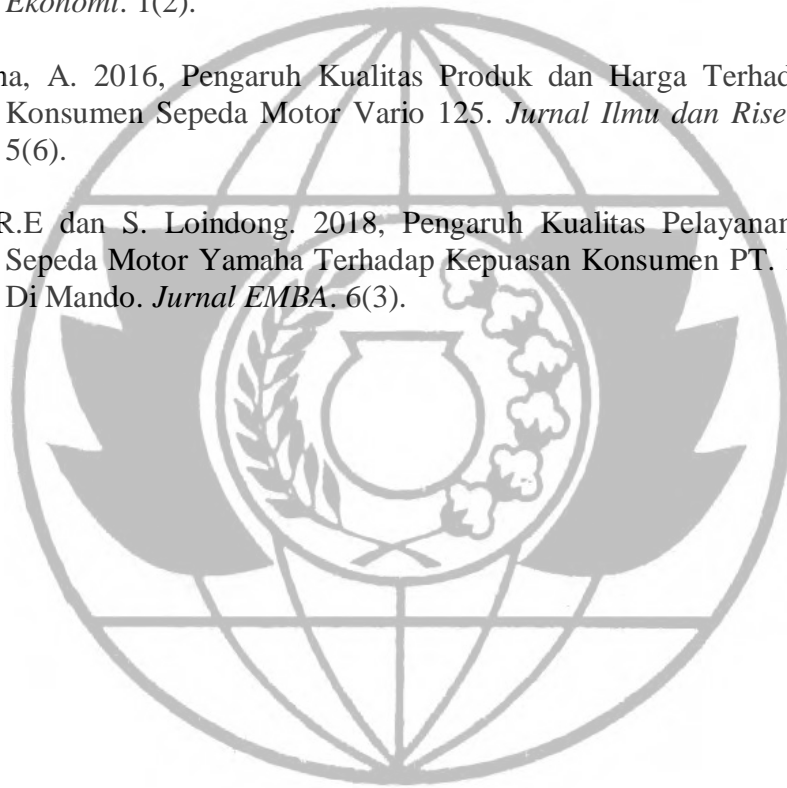 Ekonomi. 1(2).
na, A. 2016, Pengaruh Kualitas Produk dan Harga Terhad
Konsumen Sepeda Motor Vario 125. Jurnal Ilmu dan Rise
5(6).
R.E dan S. Loindong. 2018, Pengaruh Kualitas Pelayanan
Sepeda Motor Yamaha Terhadap Kepuasan Konsumen PT.
Di Mando. Jurnal EMBA. 6(3).